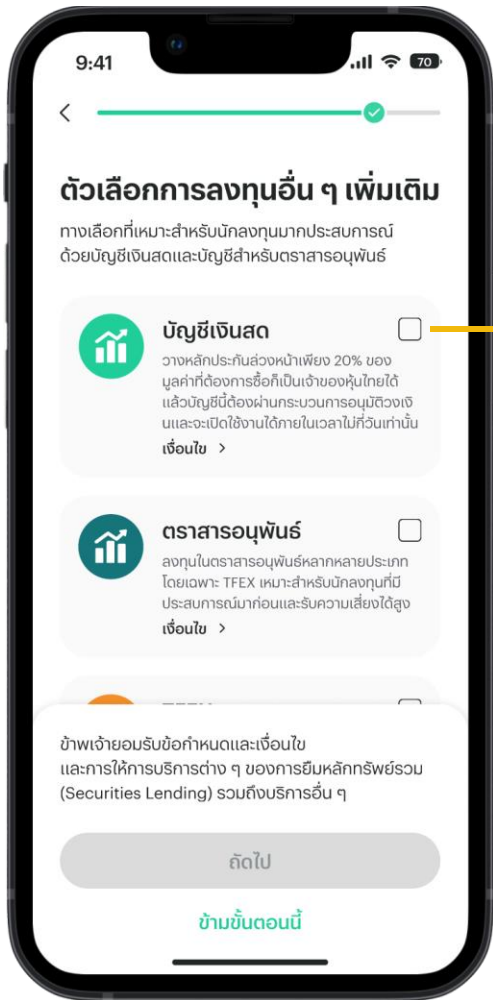 9:41
70
ตัวเลือกการลงทุนอื่น ๆ เพิ่มเติม
ทางเลือกที่เหมาะสำหรับนักลงทุนมากประสบการณ์
ด้วยบัญชีเงินสดและบัญชีสำหรับตราสารอนุพันธ์
บัญชีเงินสด
วางหลักประกันล่วงหน้าเพียง 20% ของ
มูลค่าที่ต้องการซื้อก็เป็นเจ้าของหุ้นไทยได้
แล้วบัญชีนี้ต้องผ่านกระบวนการอนุมัติวงเงิ
นและจะเปิดใช้งานได้ภายในเวลาไม่กี่วันเท่านั้น
เงื่อนไข >
ตราสารอนุพันธ์
ลงทุนในตราสารอนุพันธ์หลากหลายประเภท
โดยเฉพาะ TFEX เหมาะสำหรับนักลงทุนที่มี
ประสบการณ์มาก่อนและรับความเสี่ยงได้สูง
เงื่อนไข >
ข้าพเจ้ายอมรับข้อกำหนดและเงื่อนไข
และการให้การบริการต่าง ๆ ของการยืมหลักทรัพย์รวม
(Securities Lending) รวมถึงบริการอื่น ๆ
ถัดไป
ข้ามขั้นตอนนี้